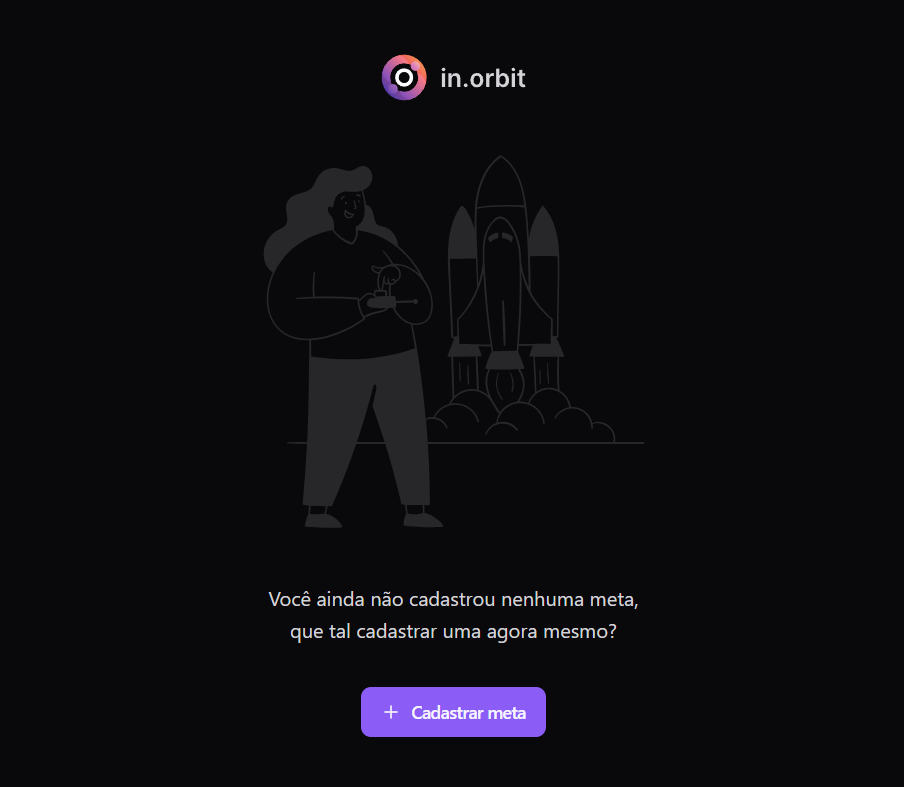 in.orbit
Você ainda não cadastrou nenhuma meta,
que tal cadastrar uma agora mesmo?
Cadastrar meta